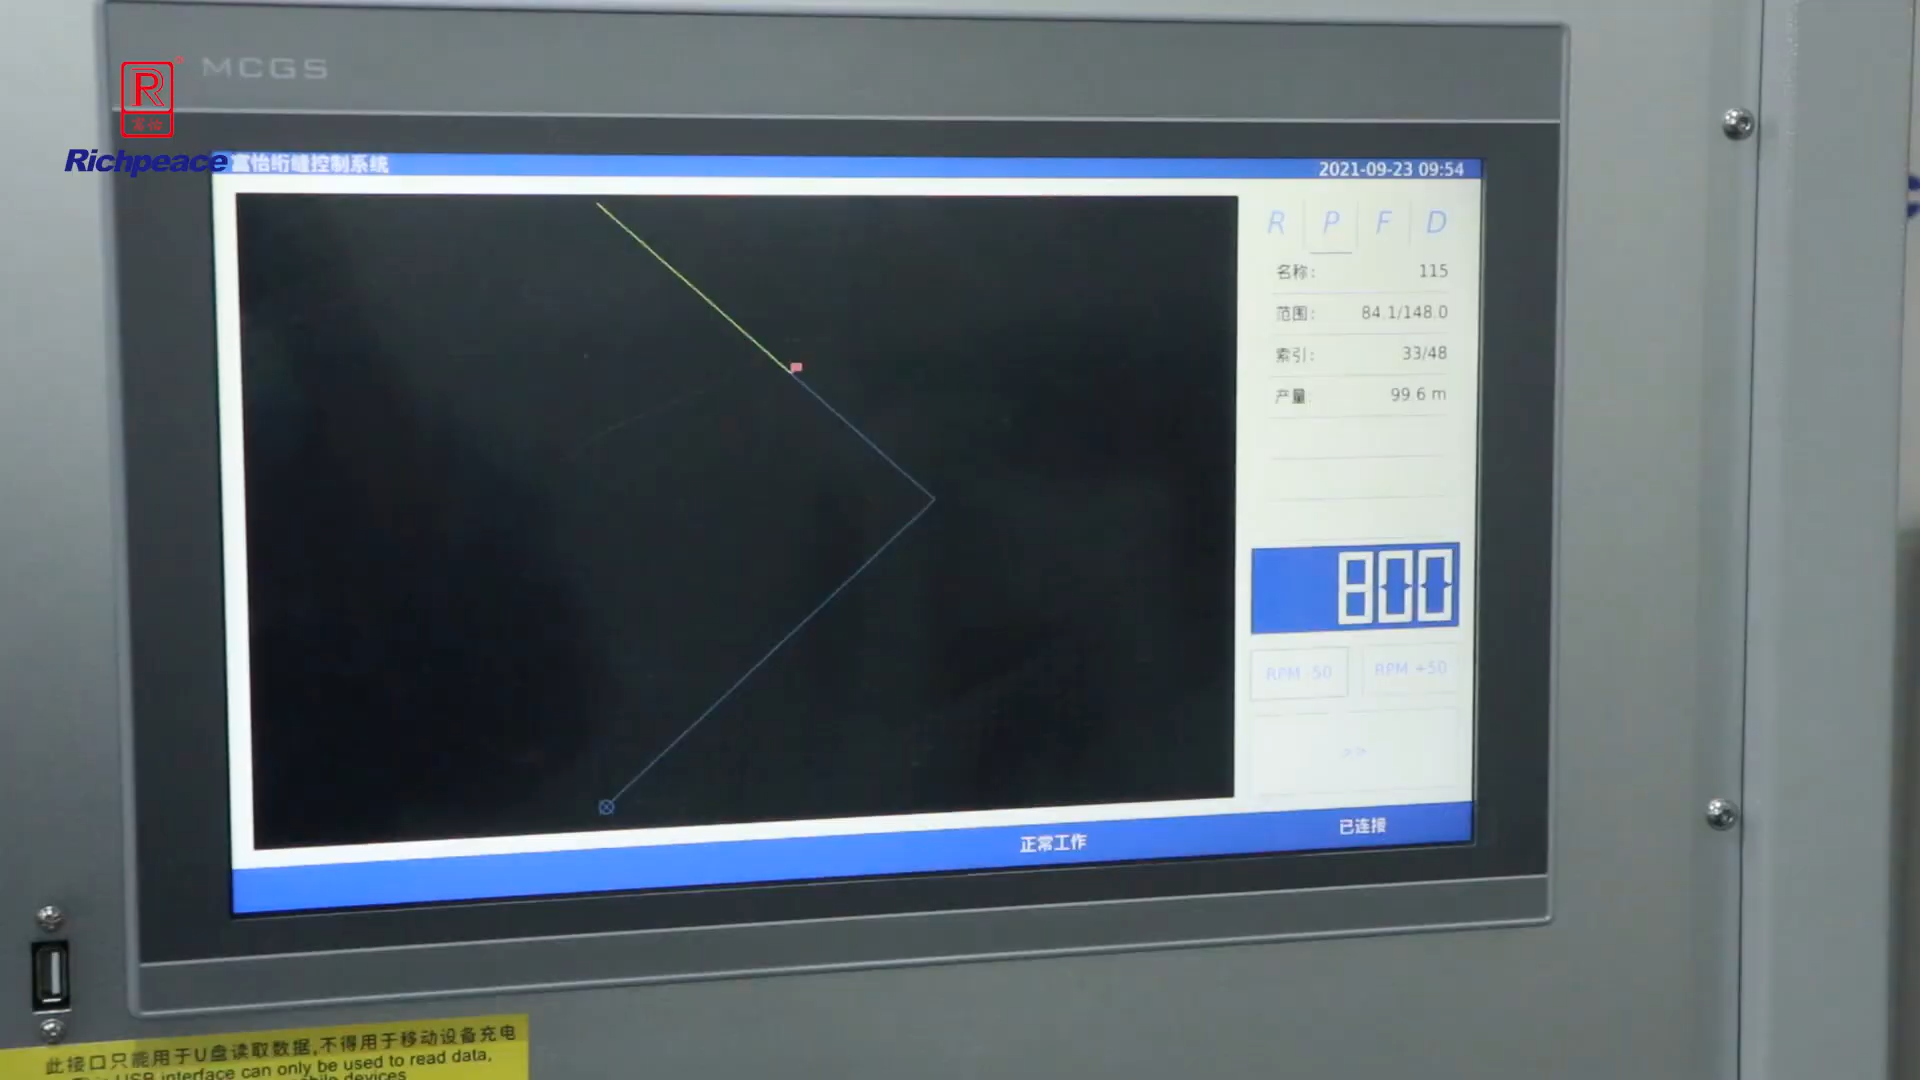 MCGS
R
富怡
Richpeace
富怡绗缝控制系统
2021-09-23 09:54
R P F D
名称: 115
范围: 84.1/148.0
索引: 33/48
产量 99.6 m
800
RPM -50
RPM +50
>>
正常工作
已连接
此接口只能用于U盘读取数据,不得用于移动设备充电
USB interface can only be used to read data,
devices